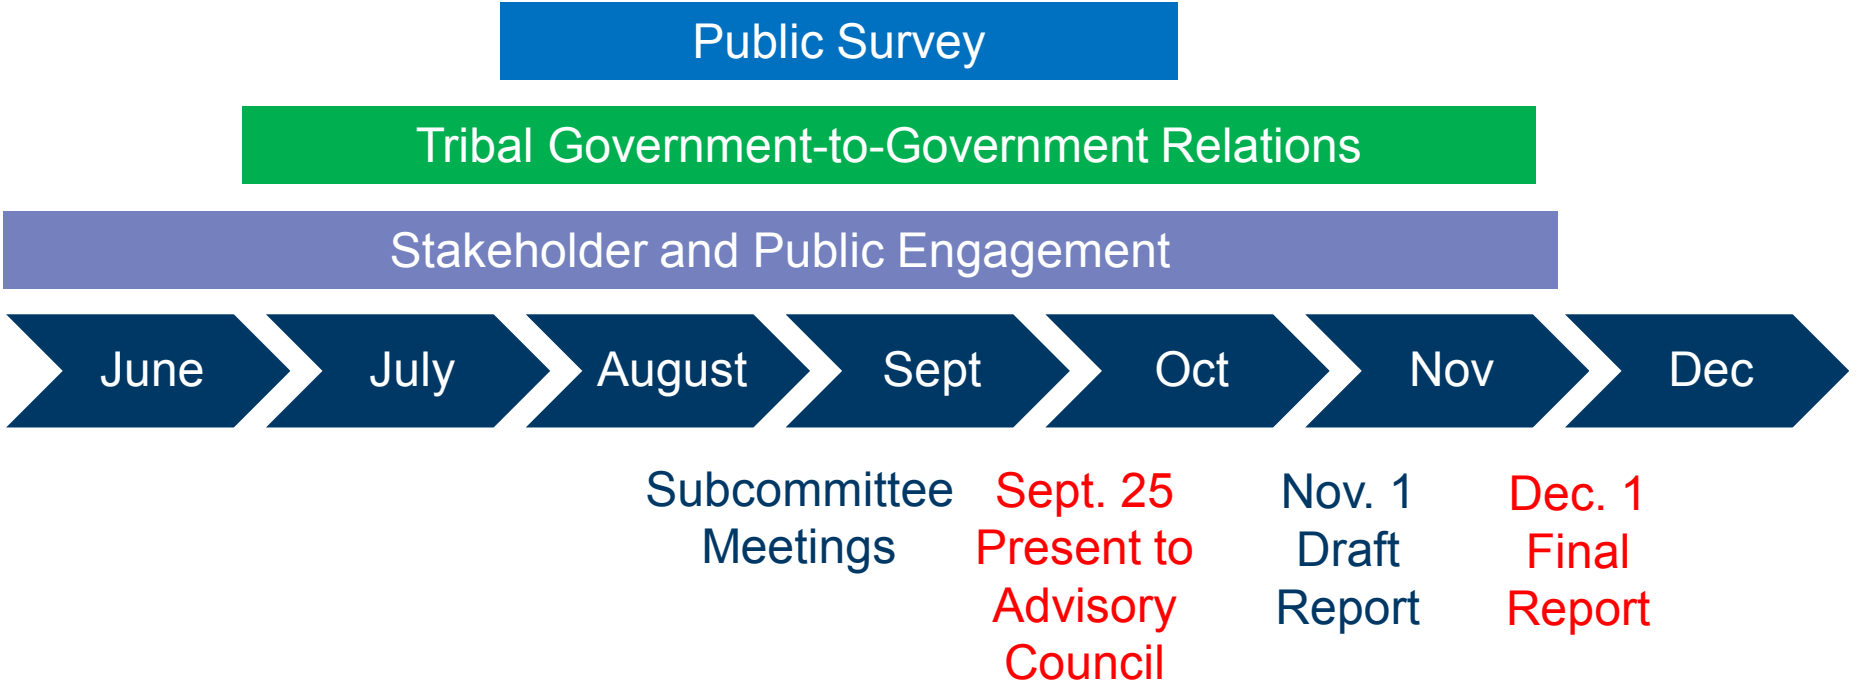 Public Survey
Tribal Government-to-Government Relations
Stakeholder and Public Engagement
June
July
August
Sept
Oct
Nov
Dec
Subcommittee
Meetings
Sept. 25
Present to
Advisory
Council
Nov. 1
Draft
Report
Dec. 1
Final
Report